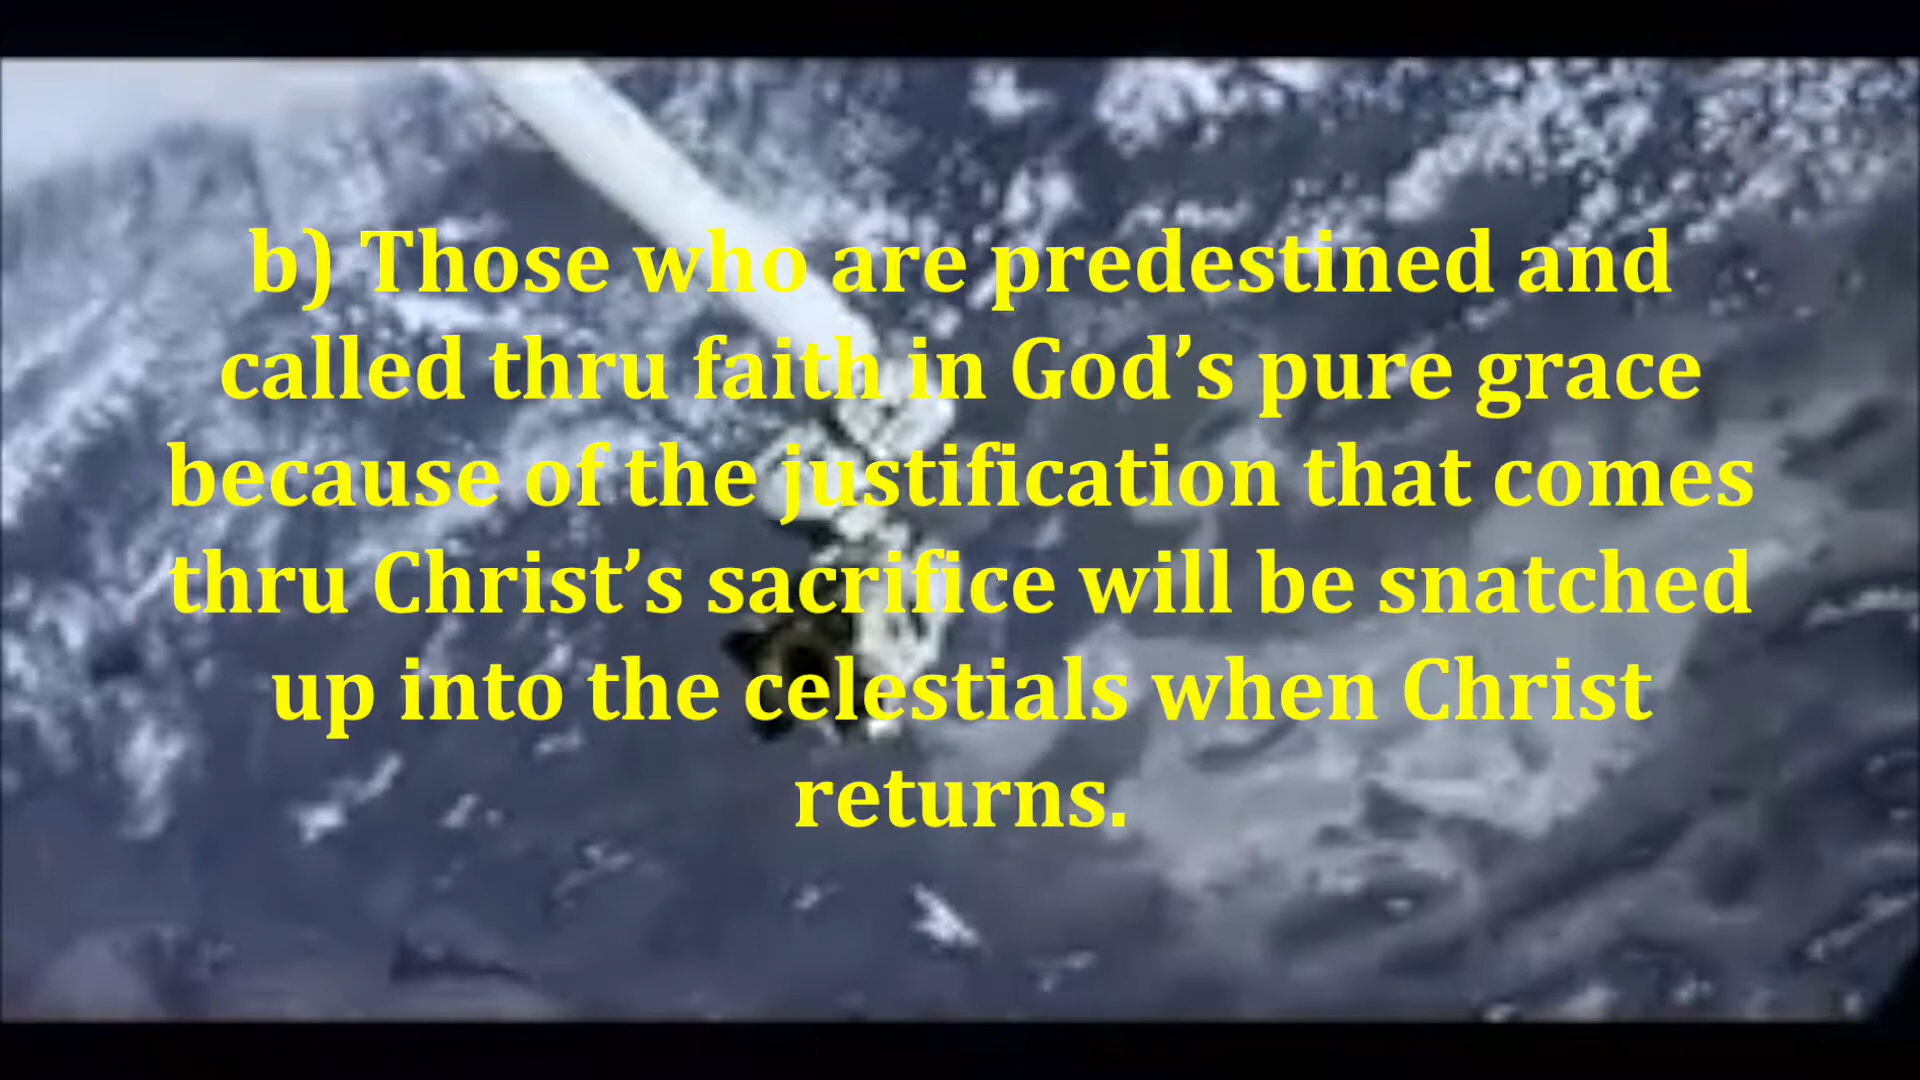 b) Those who are predestined and
called thru faith in God’s pure grace
because of the justification that comes
thru Christ’s sacrifice will be snatched
up into the celestials when Christ
returns.